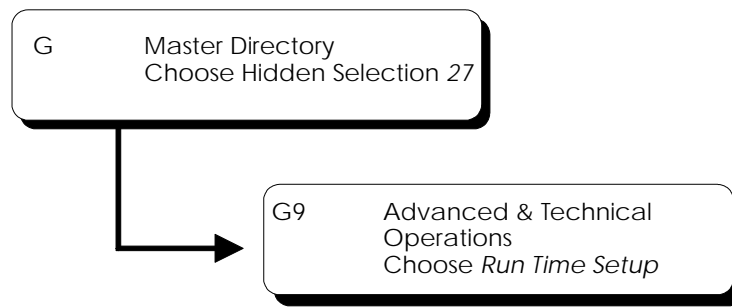 G Master Directory
Choose Hidden Selection 27
G9 Advanced & Technical
Operations
Choose Run Time Setup